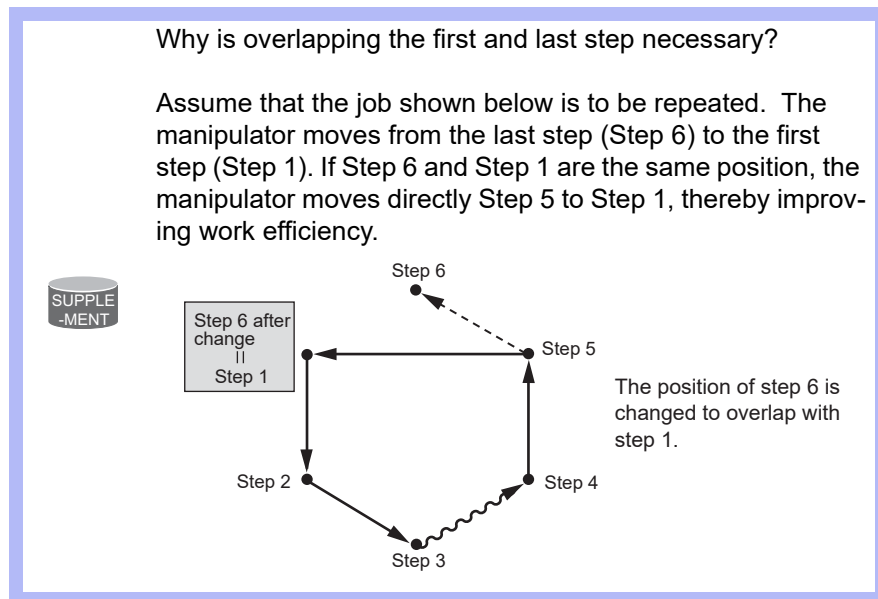 Why is overlapping the first and last step necessary?
Assume that the job shown below is to be repeated.  The
manipulator moves from the last step (Step 6) to the first
step (Step 1). If Step 6 and Step 1 are the same position, the
manipulator moves directly Step 5 to Step 1, thereby improv-
ing work efficiency.
SUPPLE
-MENT
Step 6
Step 6 after
change
=
Step 1
Step 5
The position of step 6 is
changed to overlap with
step 1.
Step 2
Step 4
Step 3